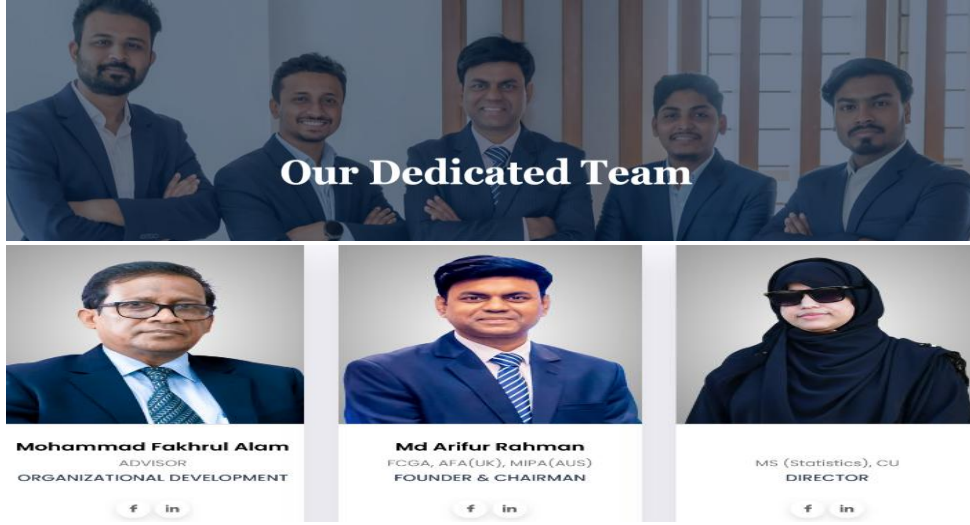 Our Dedicated Team
Mohammad Fakhrul Alam
ADVISOR
ORGANIZATIONAL DEVELOPMENT
f in
Md Arifur Rahman
FCGA, AFA(UK), MIPA(AUS)
FOUNDER & CHAIRMAN
f in
MS (Statistics), CU
DIRECTOR
f in